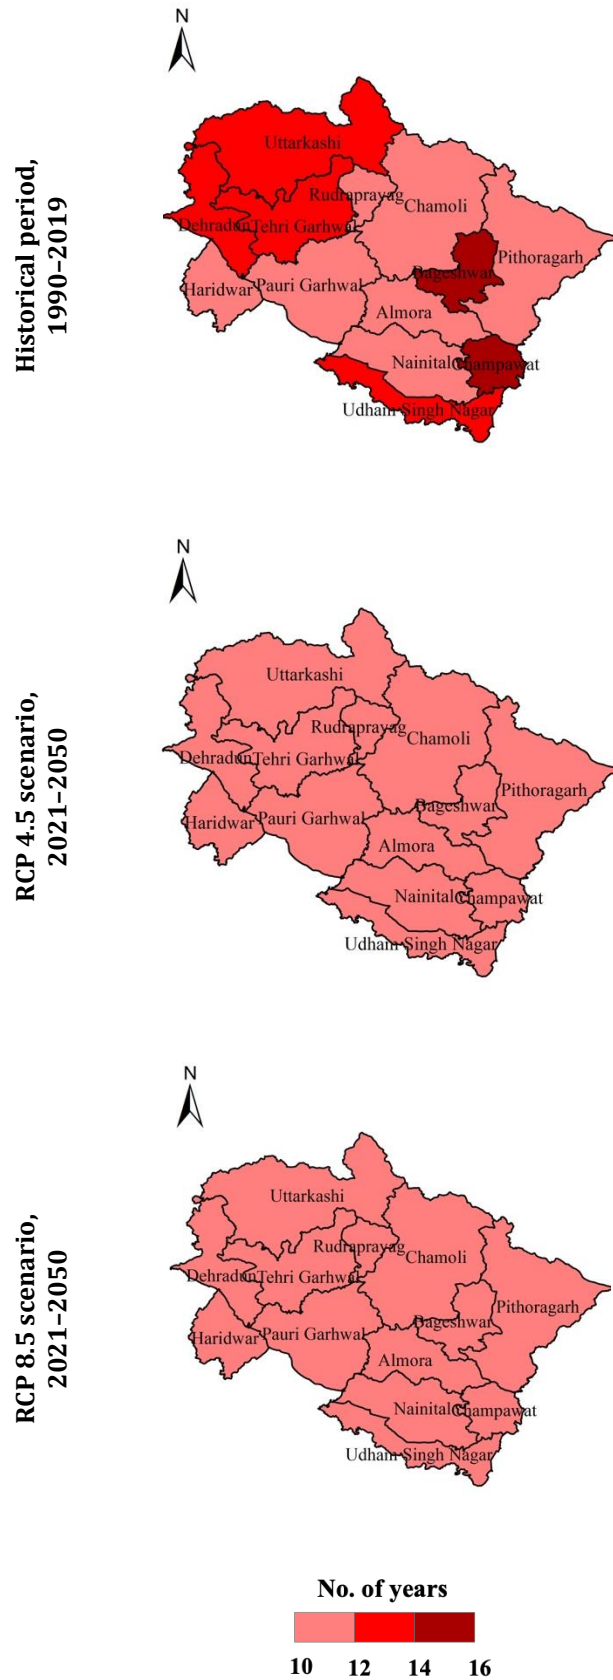 N
Historical period,
1990–2019
Uttarkashi
Rudraprayag
Chamoli
Dehradun
Tehri Garhwal
Bageshwar
Pithoragarh
Haridwar
Pauri Garhwal
Almora
Nainital
Champawat
Udham Singh Nagar
N
RCP 4.5 scenario,
2021–2050
Uttarkashi
Rudraprayag
Chamoli
Dehradun
Tehri Garhwal
Pithoragarh
Bageshwar
Haridwar
Pauri Garhwal
Almora
Nainital
Champawat
Udham Singh Nagar
N
RCP 8.5 scenario,
2021–2050
Uttarkashi
Rudraprayag
Chamoli
Dehradun
Tehri Garhwal
Pithoragarh
Bageshwar
Haridwar
Pauri Garhwal
Almora
Nainital
Champawat
Udham Singh Nagar
No. of years
10 12 14 16